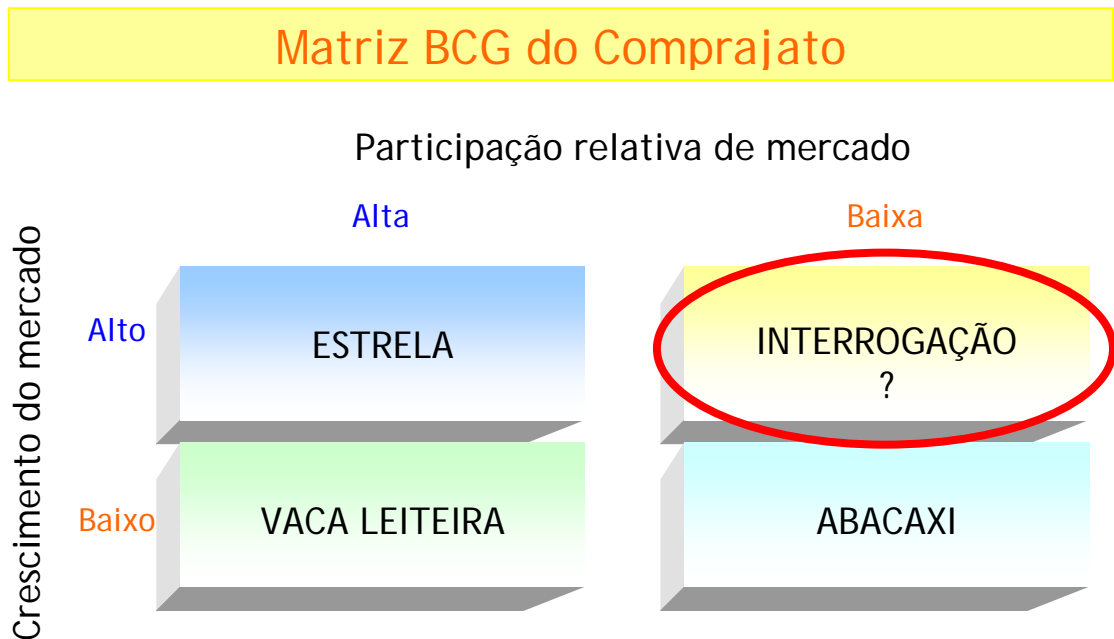 Matriz BCG do Comprajato
Participação relativa de mercado
Alta
Baixa
Crescimento do mercado
Alto
ESTRELA
INTERROGAÇÃO
?
Baixo
VACA LEITEIRA
ABACAXI